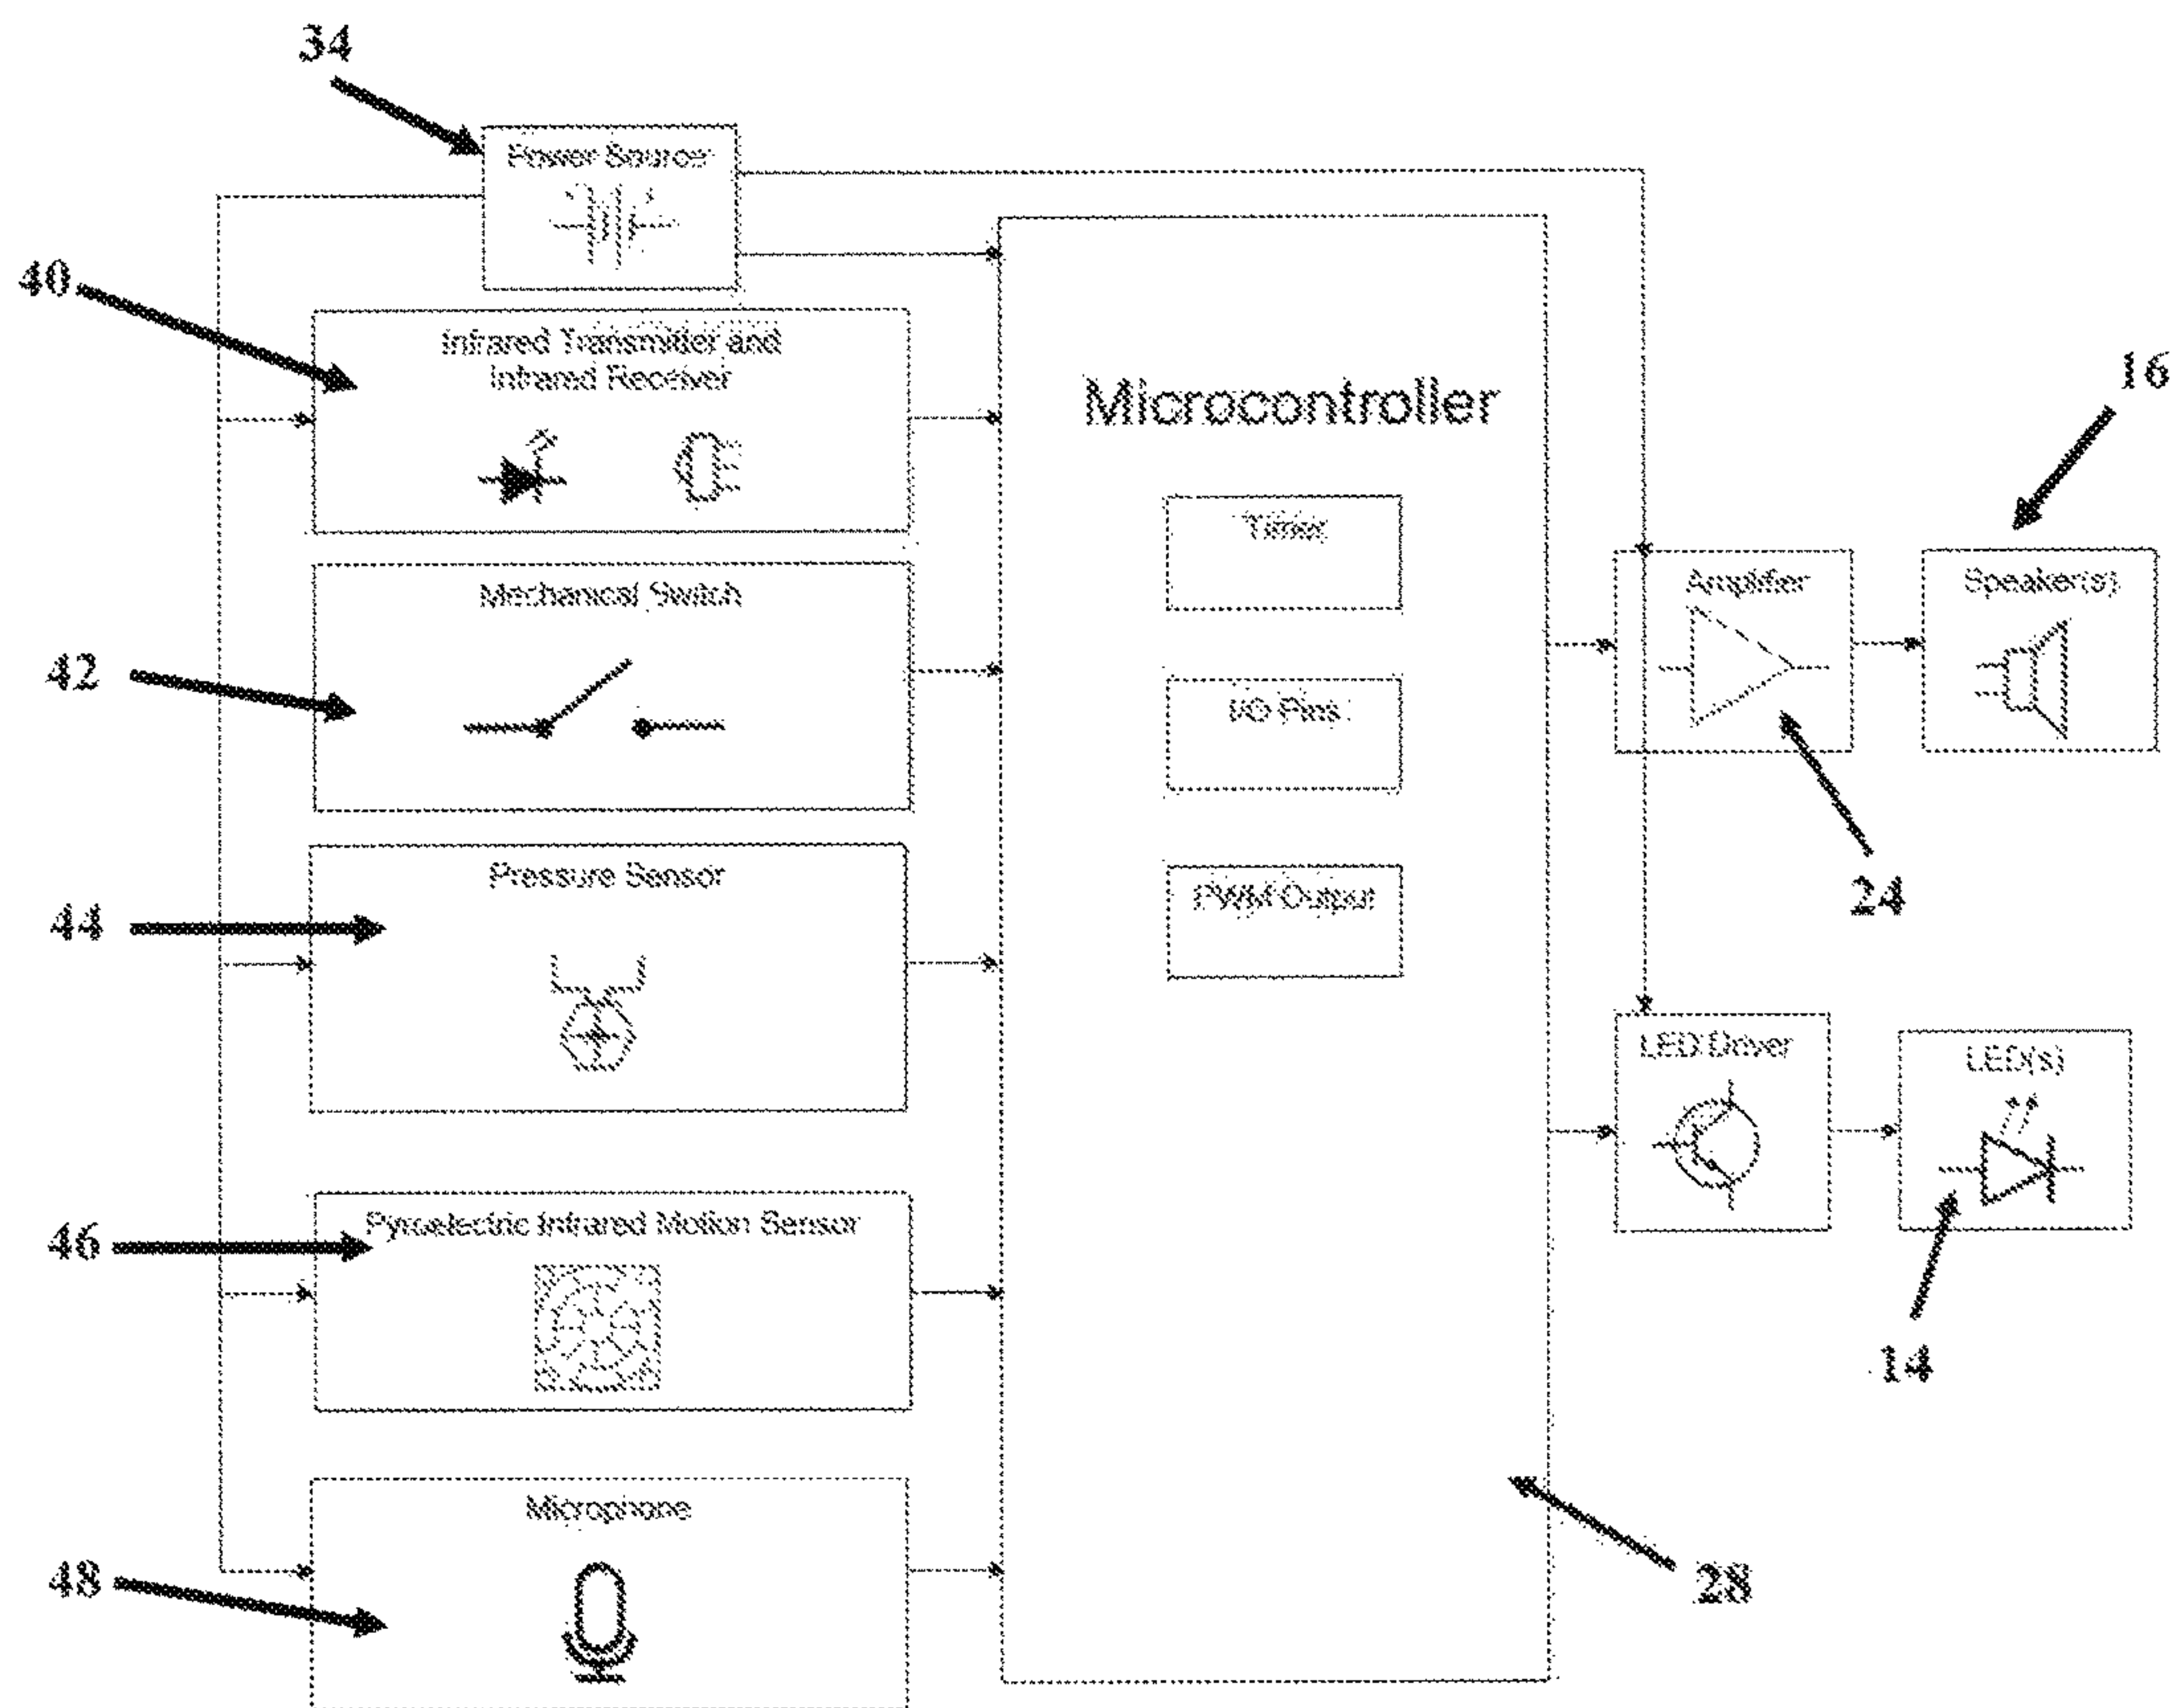 34
Power Source
40
Infrared Transmitter and
Infrared Receiver
Microcontroller
16
Timer
Mechanical Switch
Amplifier
Speaker(s)
42
I/O Pins
Pressure Sensor
PWM Output
24
44
LED Driver
LED(s)
46
Pyroelectric Infrared Motion Sensor
14
Microphone
48
28